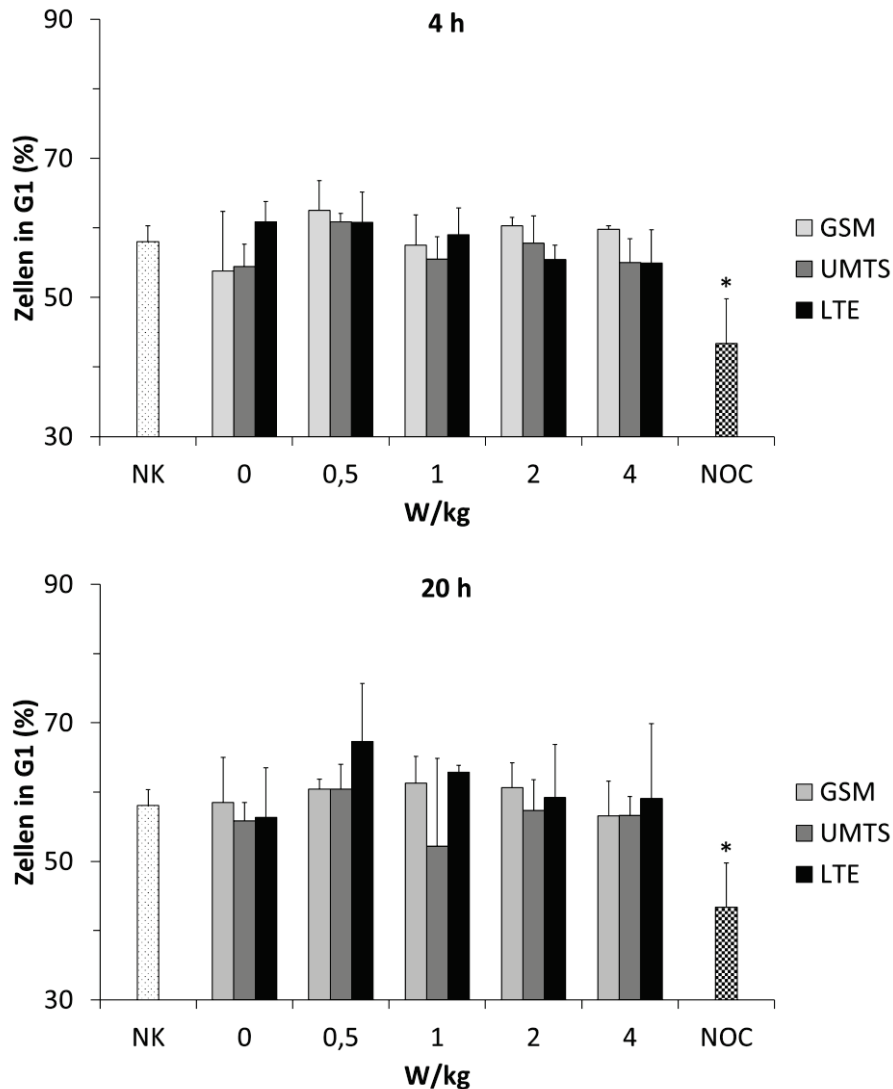 4 h
90
70
50
30
Zellen in G1 (%)
NK 0 0,5 1 2 4 NOC
W/kg
*
GSM
UMTS
LTE
20 h
90
70
50
30
Zellen in G1 (%)
NK 0 0,5 1 2 4 NOC
W/kg
*
GSM
UMTS
LTE